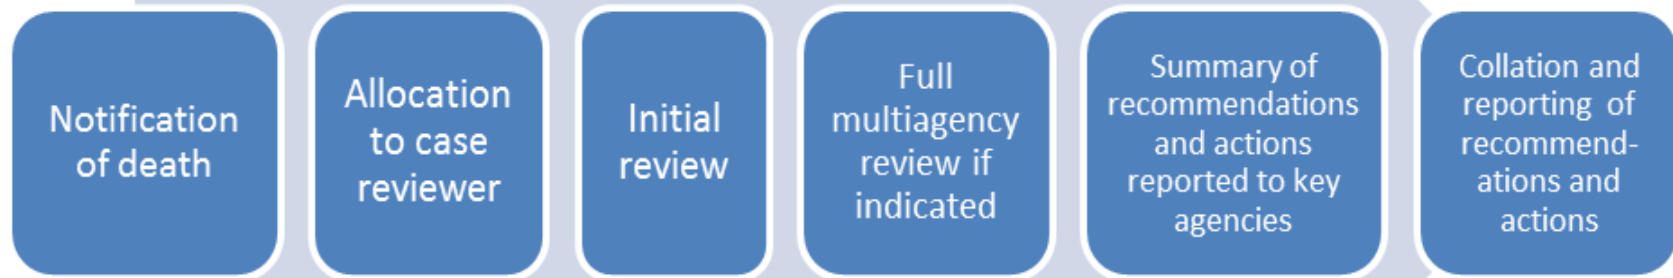 Notification
of death
Allocation
to case
reviewer
Initial
review
Full
multiagency
review if
indicated
Summary of
recommendations
and actions
reported to key
agencies
Collation and
reporting of
recommend-
ations and
actions